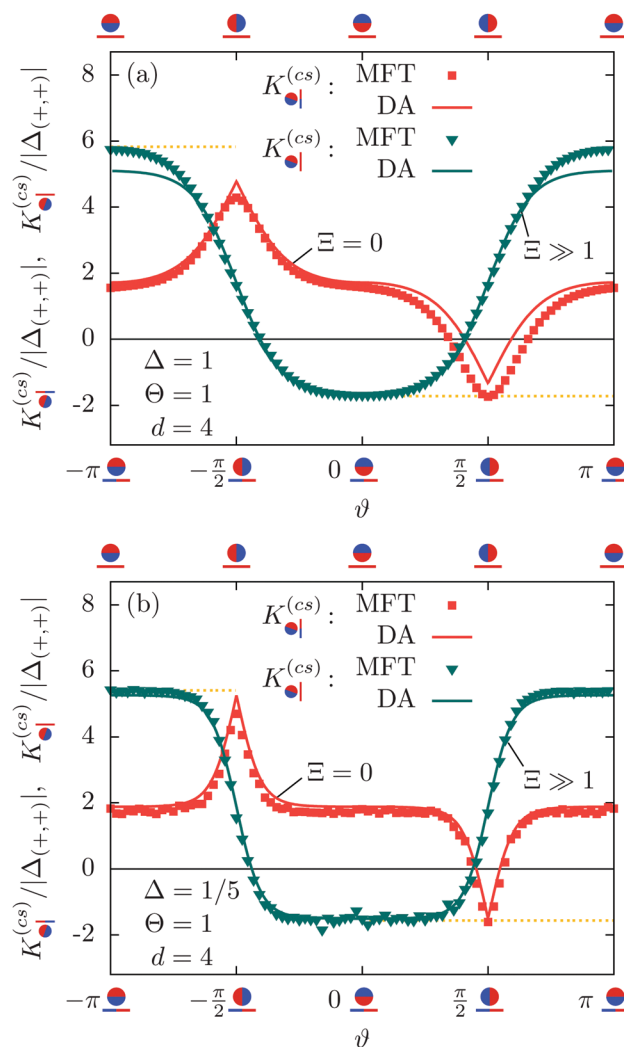 8
6
4
2
0
-2
(a)
K^(cs) : MFT
DA
K^(cs) : MFT
DA
Ξ = 0
Ξ ≫ 1
Δ = 1
Θ = 1
d = 4
K^(cs)/|Δ(+,+)|, K^(cs)/|Δ(+,+)|
−π −π/2 0 π/2 π
ϑ
8
6
4
2
0
-2
(b)
K^(cs) : MFT
DA
K^(cs) : MFT
DA
Ξ = 0
Ξ ≫ 1
Δ = 1/5
Θ = 1
d = 4
K^(cs)/|Δ(+,+)|, K^(cs)/|Δ(+,+)|
−π −π/2 0 π/2 π
ϑ